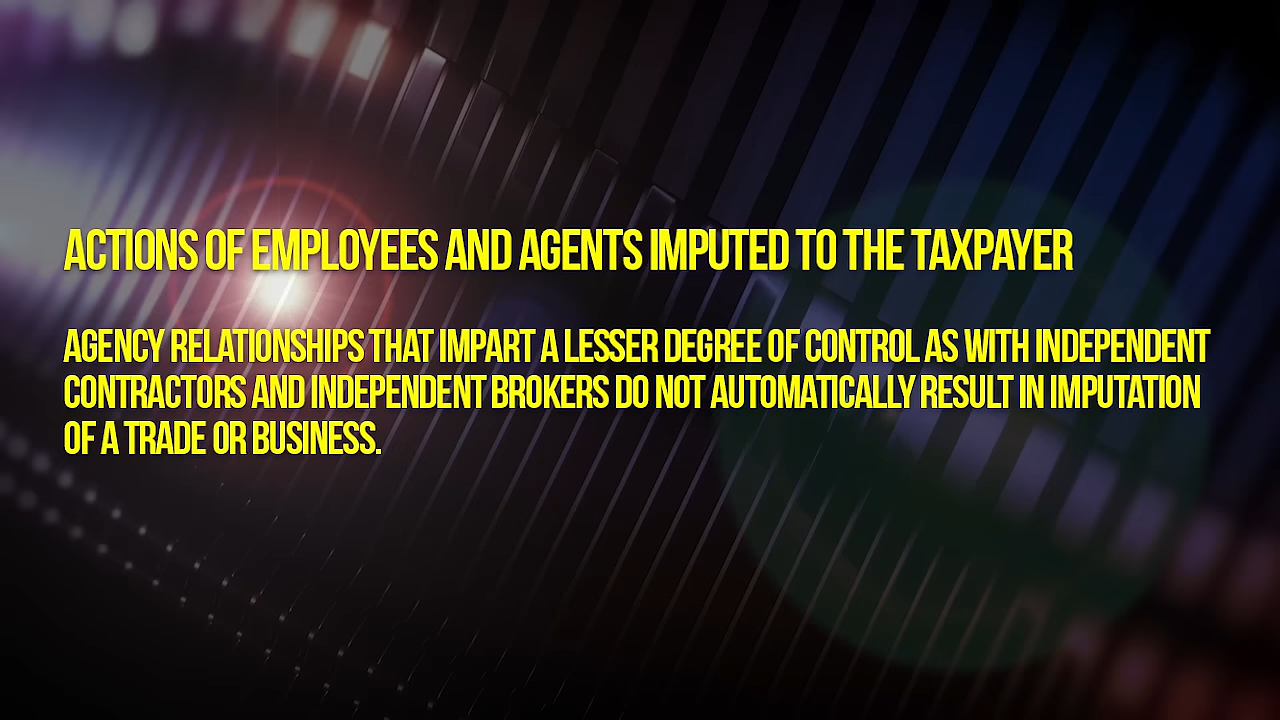 ACTIONS OF EMPLOYEES AND AGENTS IMPUTED TO THE TAXPAYER
AGENCY RELATIONSHIPS THAT IMPART A LESSER DEGREE OF CONTROL AS WITH INDEPENDENT
CONTRACTORS AND INDEPENDENT BROKERS DO NOT AUTOMATICALLY RESULT IN IMPUTATION
OF A TRADE OR BUSINESS.